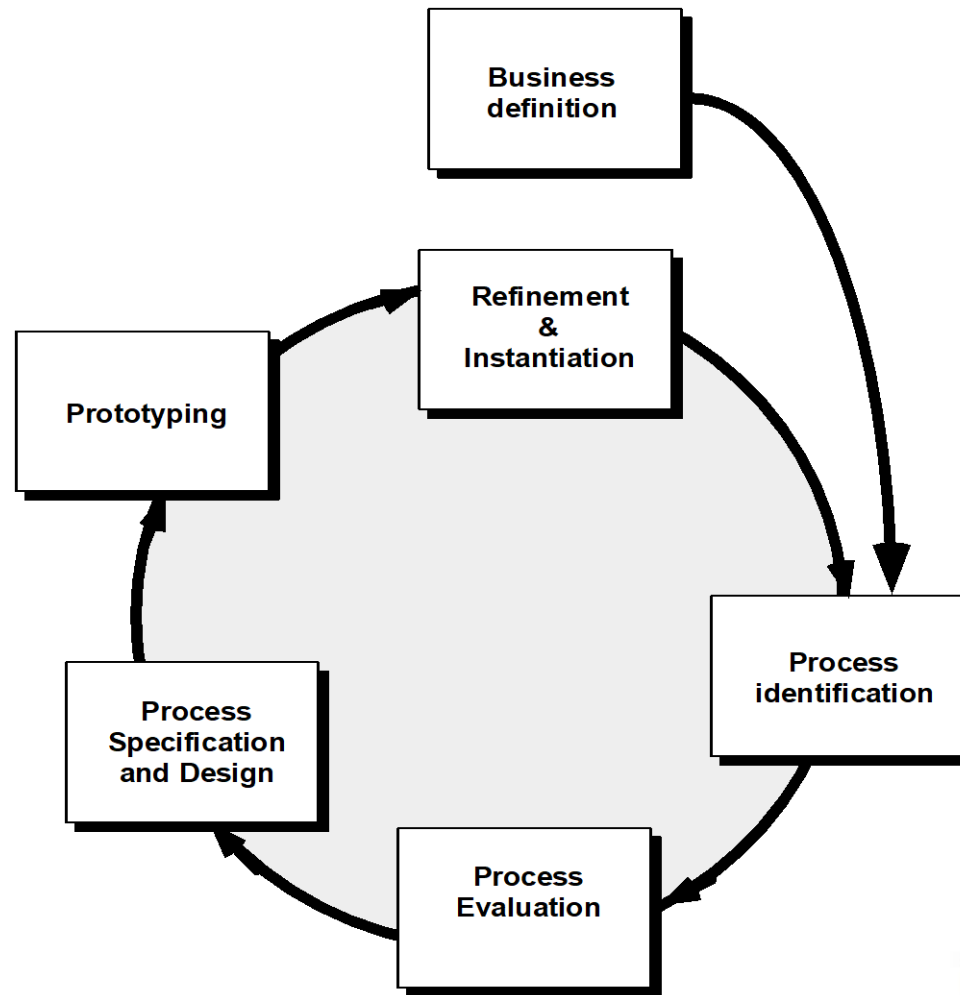 Business
definition
Refinement
&
Instantiation
Prototyping
Process
identification
Process
Specification
and Design
Process
Evaluation